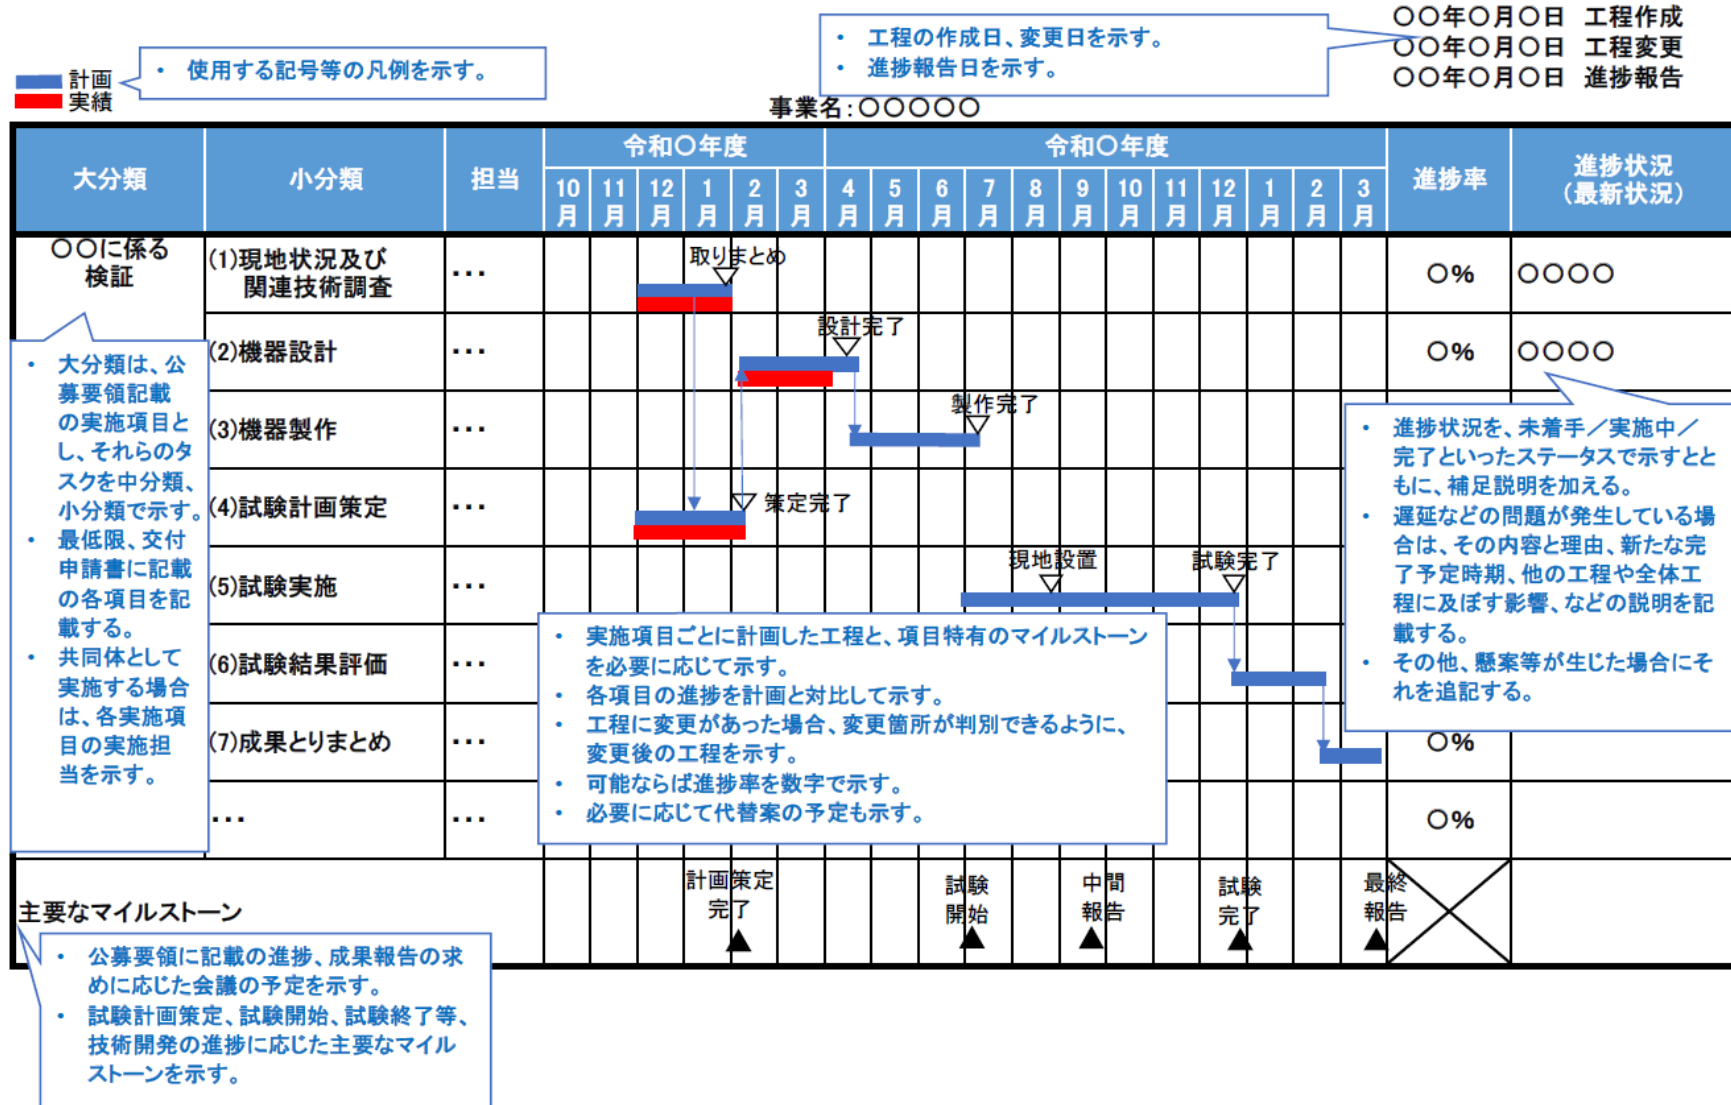 〇〇年〇月〇日　工程作成
〇〇年〇月〇日　工程変更
〇〇年〇月〇日　進捗報告
・ 工程の作成日、変更日を示す。
・ 進捗報告日を示す。
計画
実績
・ 使用する記号等の凡例を示す。
事業名：〇〇〇〇〇
大分類
小分類
担当
令和〇年度
令和〇年度
進捗率
進捗状況
（最新状況）
10月 11月 12月 1月 2月 3月 4月 5月 6月 7月 8月 9月 10月 11月 12月 1月 2月 3月
〇〇に係る
検証
(1)現地状況及び
関連技術調査
・・・
取りまとめ
〇%
〇〇〇〇
(2)機器設計
・・・
設計完了
〇%
〇〇〇〇
(3)機器製作
・・・
製作完了
(4)試験計画策定
・・・
策定完了
(5)試験実施
・・・
現地設置
試験完了
(6)試験結果評価
・・・
(7)成果とりまとめ
・・・
〇%
・・・
・・・
〇%
・ 大分類は、公
募要領記載
の実施項目と
し、それらのタ
スクを中分類、
小分類で示す。
・ 最低限、交付
申請書に記載
の各項目を記
載する。
・ 共同体として
実施する場合
は、各実施項
目の実施担
当を示す。
・ 実施項目ごとに計画した工程と、項目特有のマイルストーン
を必要に応じて示す。
・ 各項目の進捗を計画と対比して示す。
・ 工程に変更があった場合、変更箇所が判別できるように、
変更後の工程を示す。
・ 可能ならば進捗率を数字で示す。
・ 必要に応じて代替案の予定も示す。
・ 進捗状況を、未着手／実施中／
完了といったステータスで示すとと
もに、補足説明を加える。
・ 遅延などの問題が発生している場
合は、その内容と理由、新たな完
了予定時期、他の工程や全体工
程に及ぼす影響、などの説明を記
載する。
・ その他、懸案等が生じた場合にそ
れを追記する。
主要なマイルストーン
計画策定
完了
試験
開始
中間
報告
試験
完了
最終
報告
・ 公募要領に記載の進捗、成果報告の求
めに応じた会議の予定を示す。
・ 試験計画策定、試験開始、試験終了等、
技術開発の進捗に応じた主要なマイル
ストーンを示す。